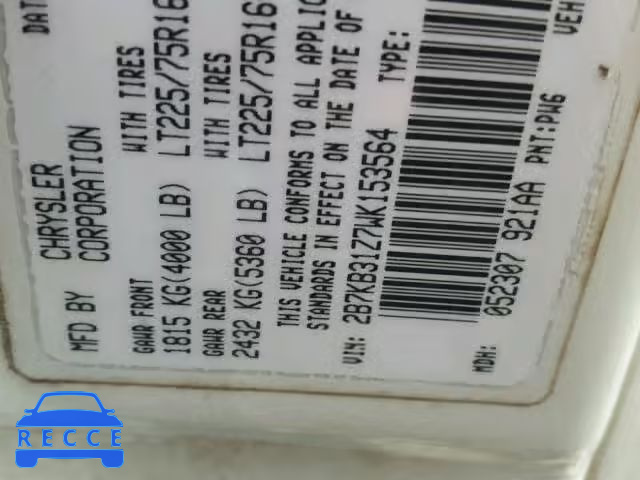 MFD BY CHRYSLER DAT
CORPORATION
GAWR FRONT WITH TIRES
1815 KG(4000 LB) LT225/75R16
GAWR REAR WITH TIRES
2432 KG(5360 LB) LT225/75R16
THIS VEHICLE CONFORMS TO ALL APPLIC
STANDARDS IN EFFECT ON THE DATE OF
VIN: 2B7KB31Z7WK153564 TYPE:
MDH: 052307 921AA PNT:PW6 VEH
RECCE